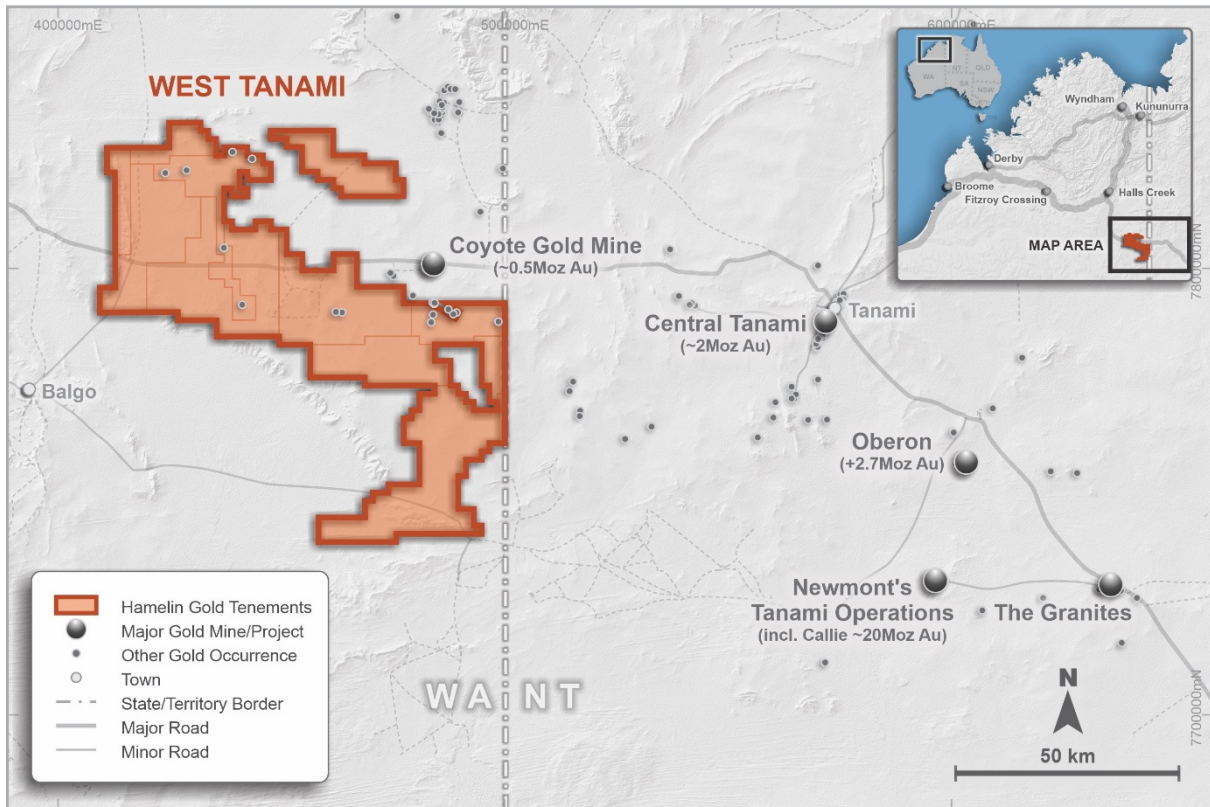 400000mE
500000mE
600000mE
WEST TANAMI
Coyote Gold Mine
(~0.5Moz Au)
Central Tanami
(~2Moz Au)
Tanami
Balgo
Oberon
(+2.7Moz Au)
Newmont's
Tanami Operations
(incl. Callie ~20Moz Au)
The Granites
WA NT
7800000mN
7700000mN
WA
NT
SA
QLD
NSW
Wyndham
Kununurra
Derby
Broome
Fitzroy Crossing
Halls Creek
MAP AREA
Hamelin Gold Tenements
Major Gold Mine/Project
Other Gold Occurrence
Town
State/Territory Border
Major Road
Minor Road
N
50 km